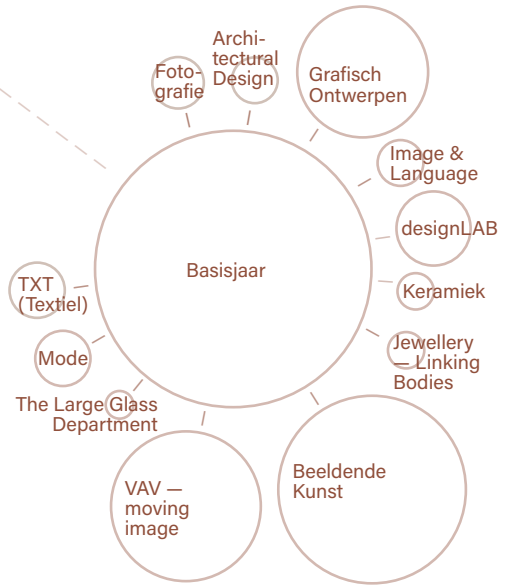 Archi-
tectural
Design
Foto-
grafie
Grafisch
Ontwerpen
Image &
Language
designLAB
Basisjaar
Keramiek
TXT
(Textiel)
Jewellery
— Linking
Bodies
Mode
The Large Glass
Department
Beeldende
Kunst
VAV —
moving
image